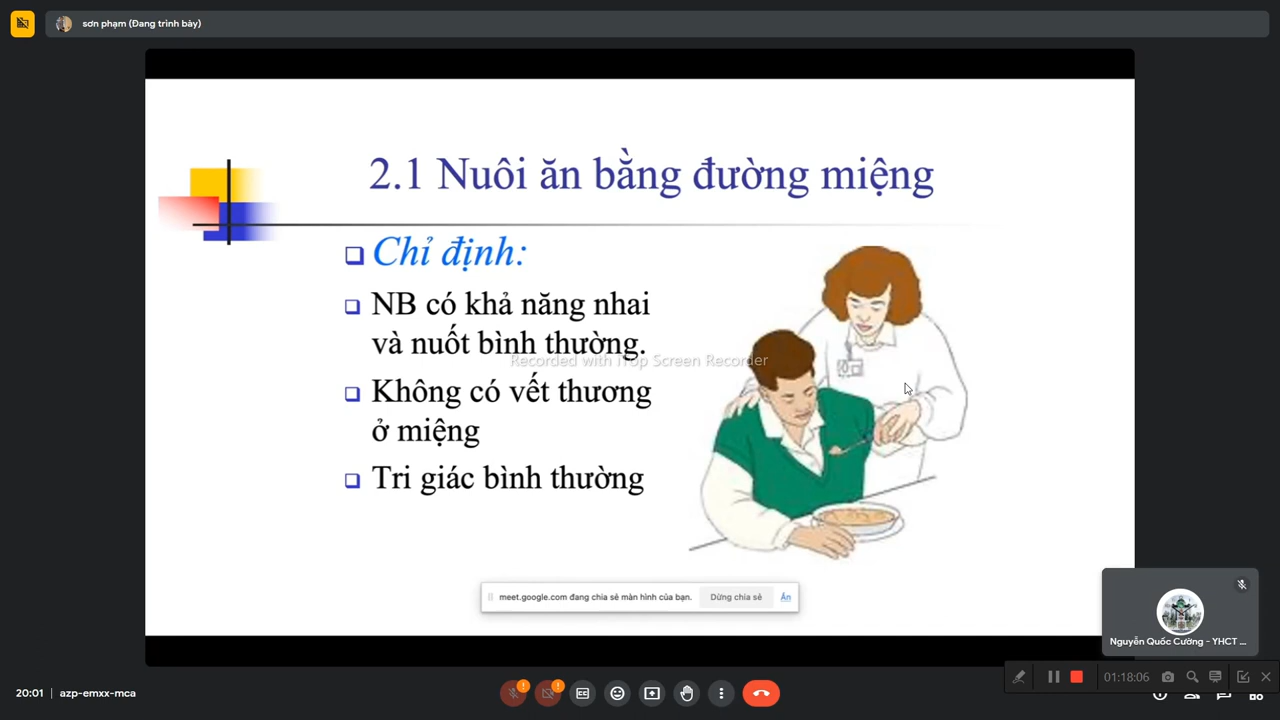 sơn phạm (Đang trình bày)
2.1 Nuôi ăn bằng đường miệng
Chỉ định:
NB có khả năng nhai
và nuốt bình thường.
Recorded with iTop Screen Recorder
Không có vết thương
ở miệng
Tri giác bình thường
meet.google.com đang chia sẻ màn hình của bạn.
Dừng chia sẻ
Ẩn
Nguyễn Quốc Cường - YHCT ...
01:18:06
20:01
azp-emxx-mca